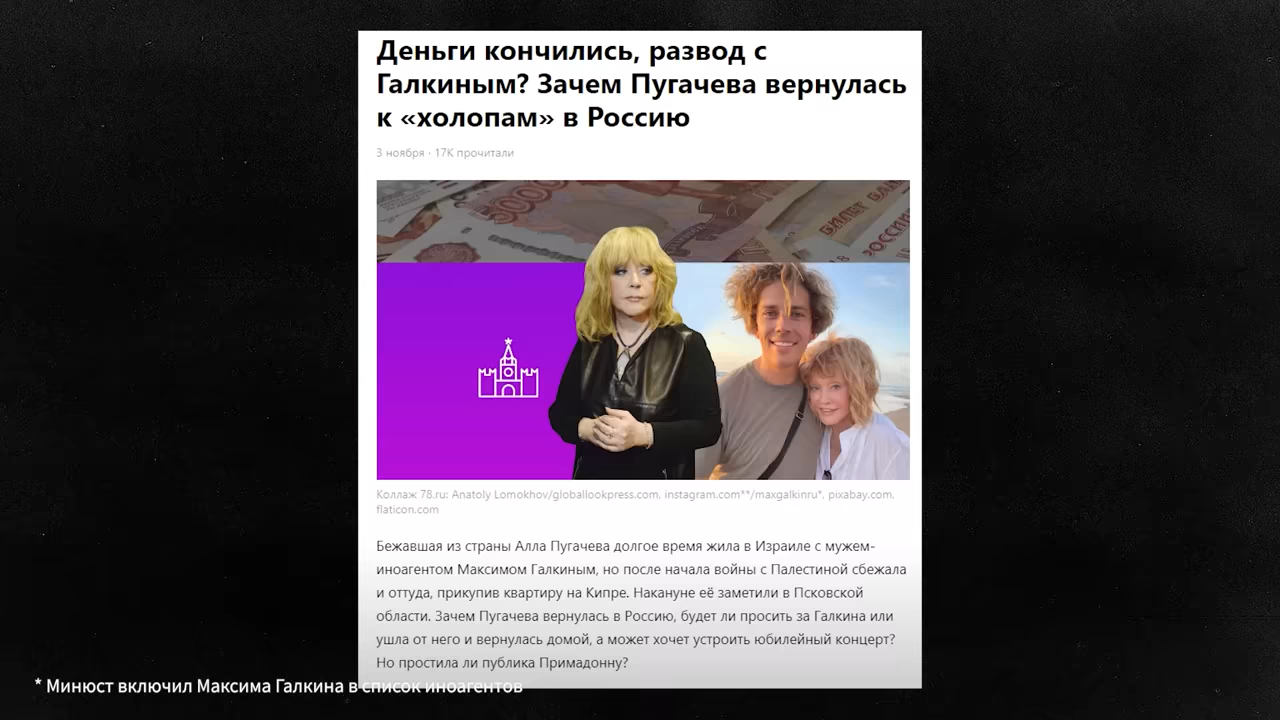 Деньги кончились, развод с
Галкиным? Зачем Пугачева вернулась
к «холопам» в Россию
3 ноября · 17K прочитали
5000
БИЛЕТ БАН
РОССИИ
Коллаж 78.ru: Anatoly Lomokhov/globallookpress.com, instagram.com**/maxgalkinru*, pixabay.com,
flaticon.com
Бежавшая из страны Алла Пугачева долгое время жила в Израиле с мужем-
иноагентом Максимом Галкиным, но после начала войны с Палестиной сбежала
и оттуда, прикупив квартиру на Кипре. Накануне её заметили в Псковской
области. Зачем Пугачева вернулась в Россию, будет ли просить за Галкина или
ушла от него и вернулась домой, а может хочет устроить юбилейный концерт?
Но простила ли публика Примадонну?
* Минюст включил Максима Галкина в список иноагентов